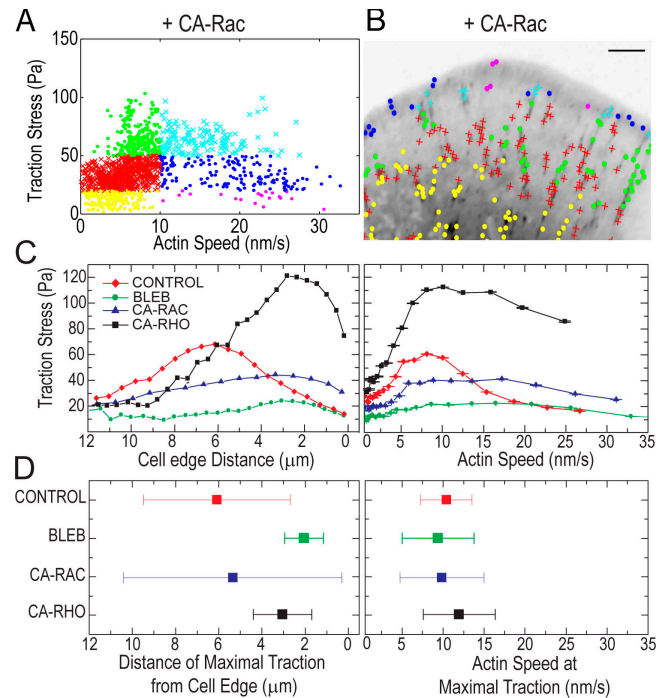 A
+ CA-Rac
B
+ CA-Rac
Traction Stress (Pa)
150
100
50
0
0 10 20 30
Actin Speed (nm/s)
C
Traction Stress (Pa)
120
100
80
60
40
20
CONTROL
BLEB
CA-RAC
CA-RHO
12 10 8 6 4 2 0
Cell edge Distance (μm)
0 5 10 15 20 25 30 35
Actin Speed (nm/s)
D
CONTROL
BLEB
CA-RAC
CA-RHO
12 10 8 6 4 2 0
Distance of Maximal Traction
from Cell Edge (μm)
0 5 10 15 20 25 30 35
Actin Speed at
Maximal Traction (nm/s)